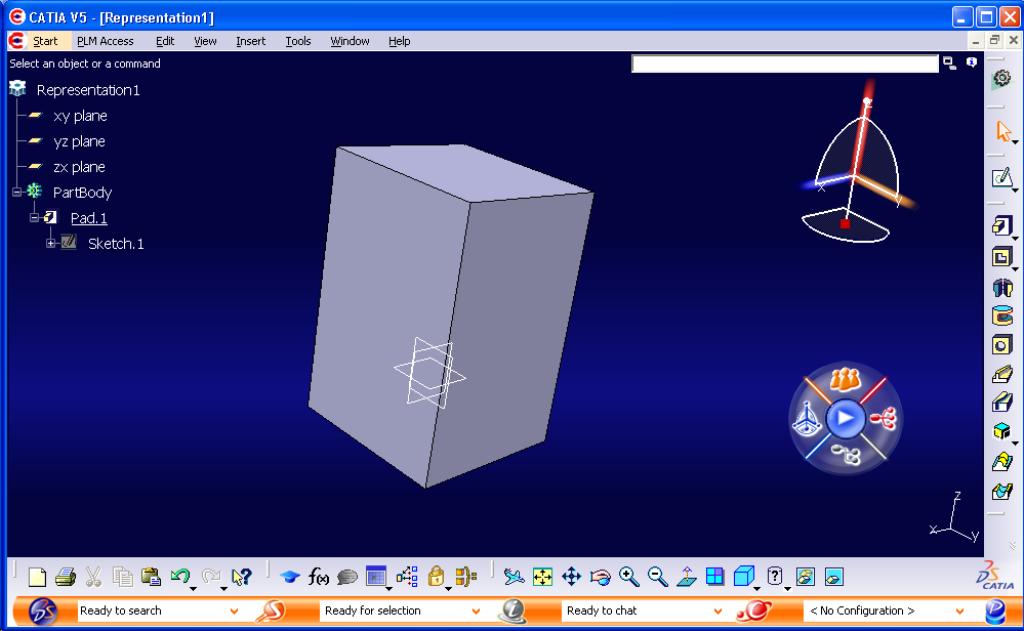 CATIA V5 - [Representation1]
Start PLM Access Edit View Insert Tools Window Help
Select an object or a command
Representation1
xy plane
yz plane
zx plane
PartBody
Pad.1
Sketch.1
z
x
y
z
x
y
f(x)
CATIA
Ready to search
Ready for selection
Ready to chat
< No Configuration >